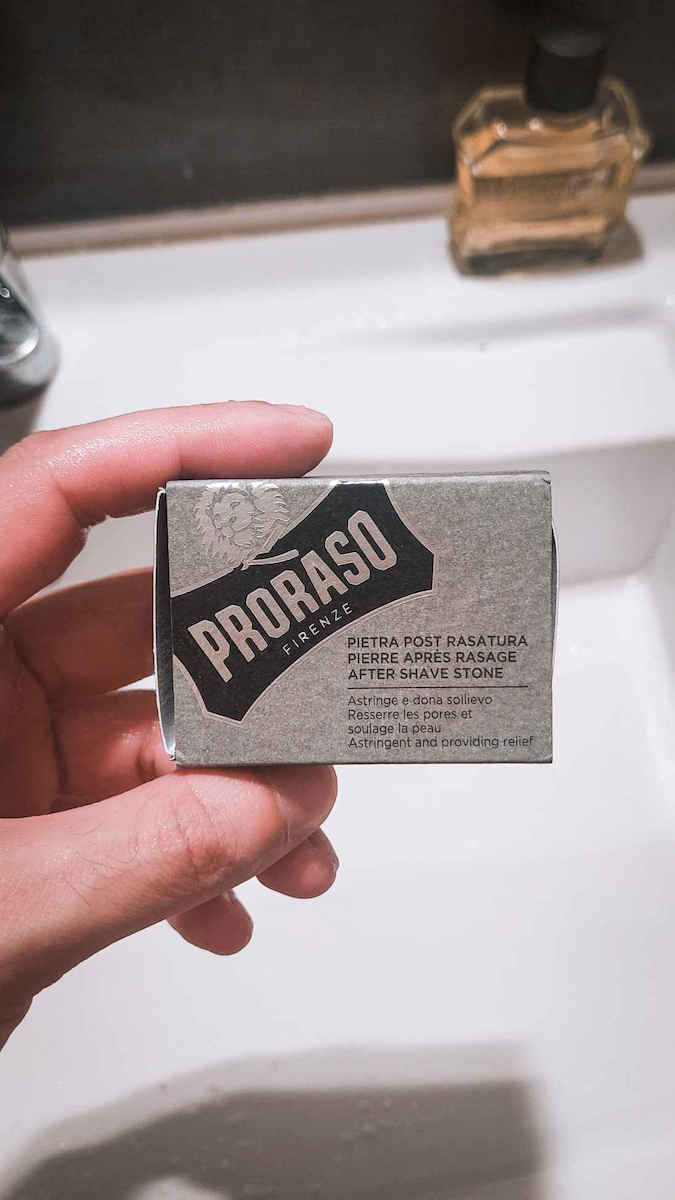 PRORASO
FIRENZE
PIETRA POST RASATURA
PIERRE APRÈS RASAGE
AFTER SHAVE STONE
Astringe e dona sollievo
Resserre les pores et
soulage la peau
Astringent and providing relief